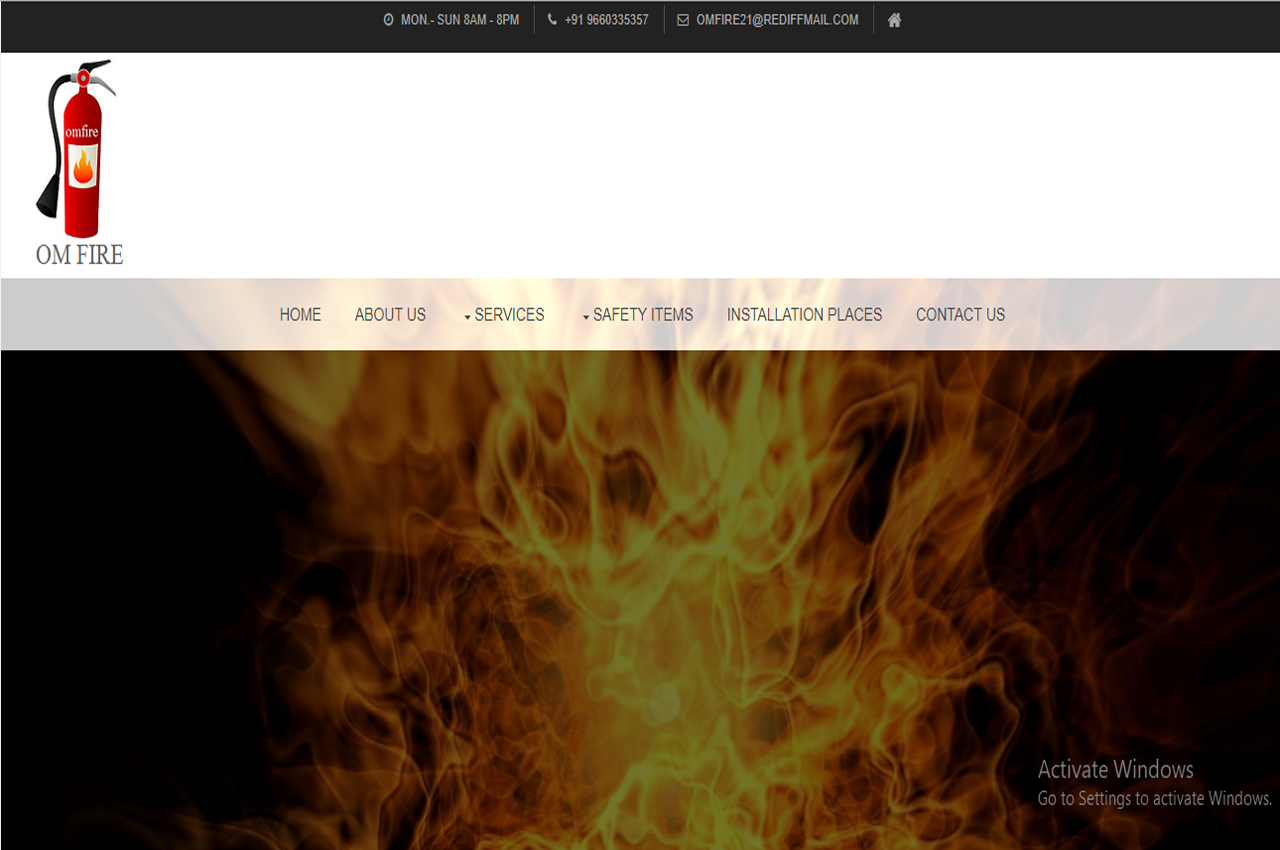 MON.- SUN 8AM - 8PM +91 9660335357 OMFIRE21@REDIFFMAIL.COM
omfire
OM FIRE
HOME ABOUT US SERVICES SAFETY ITEMS INSTALLATION PLACES CONTACT US
Activate Windows
Go to Settings to activate Windows.